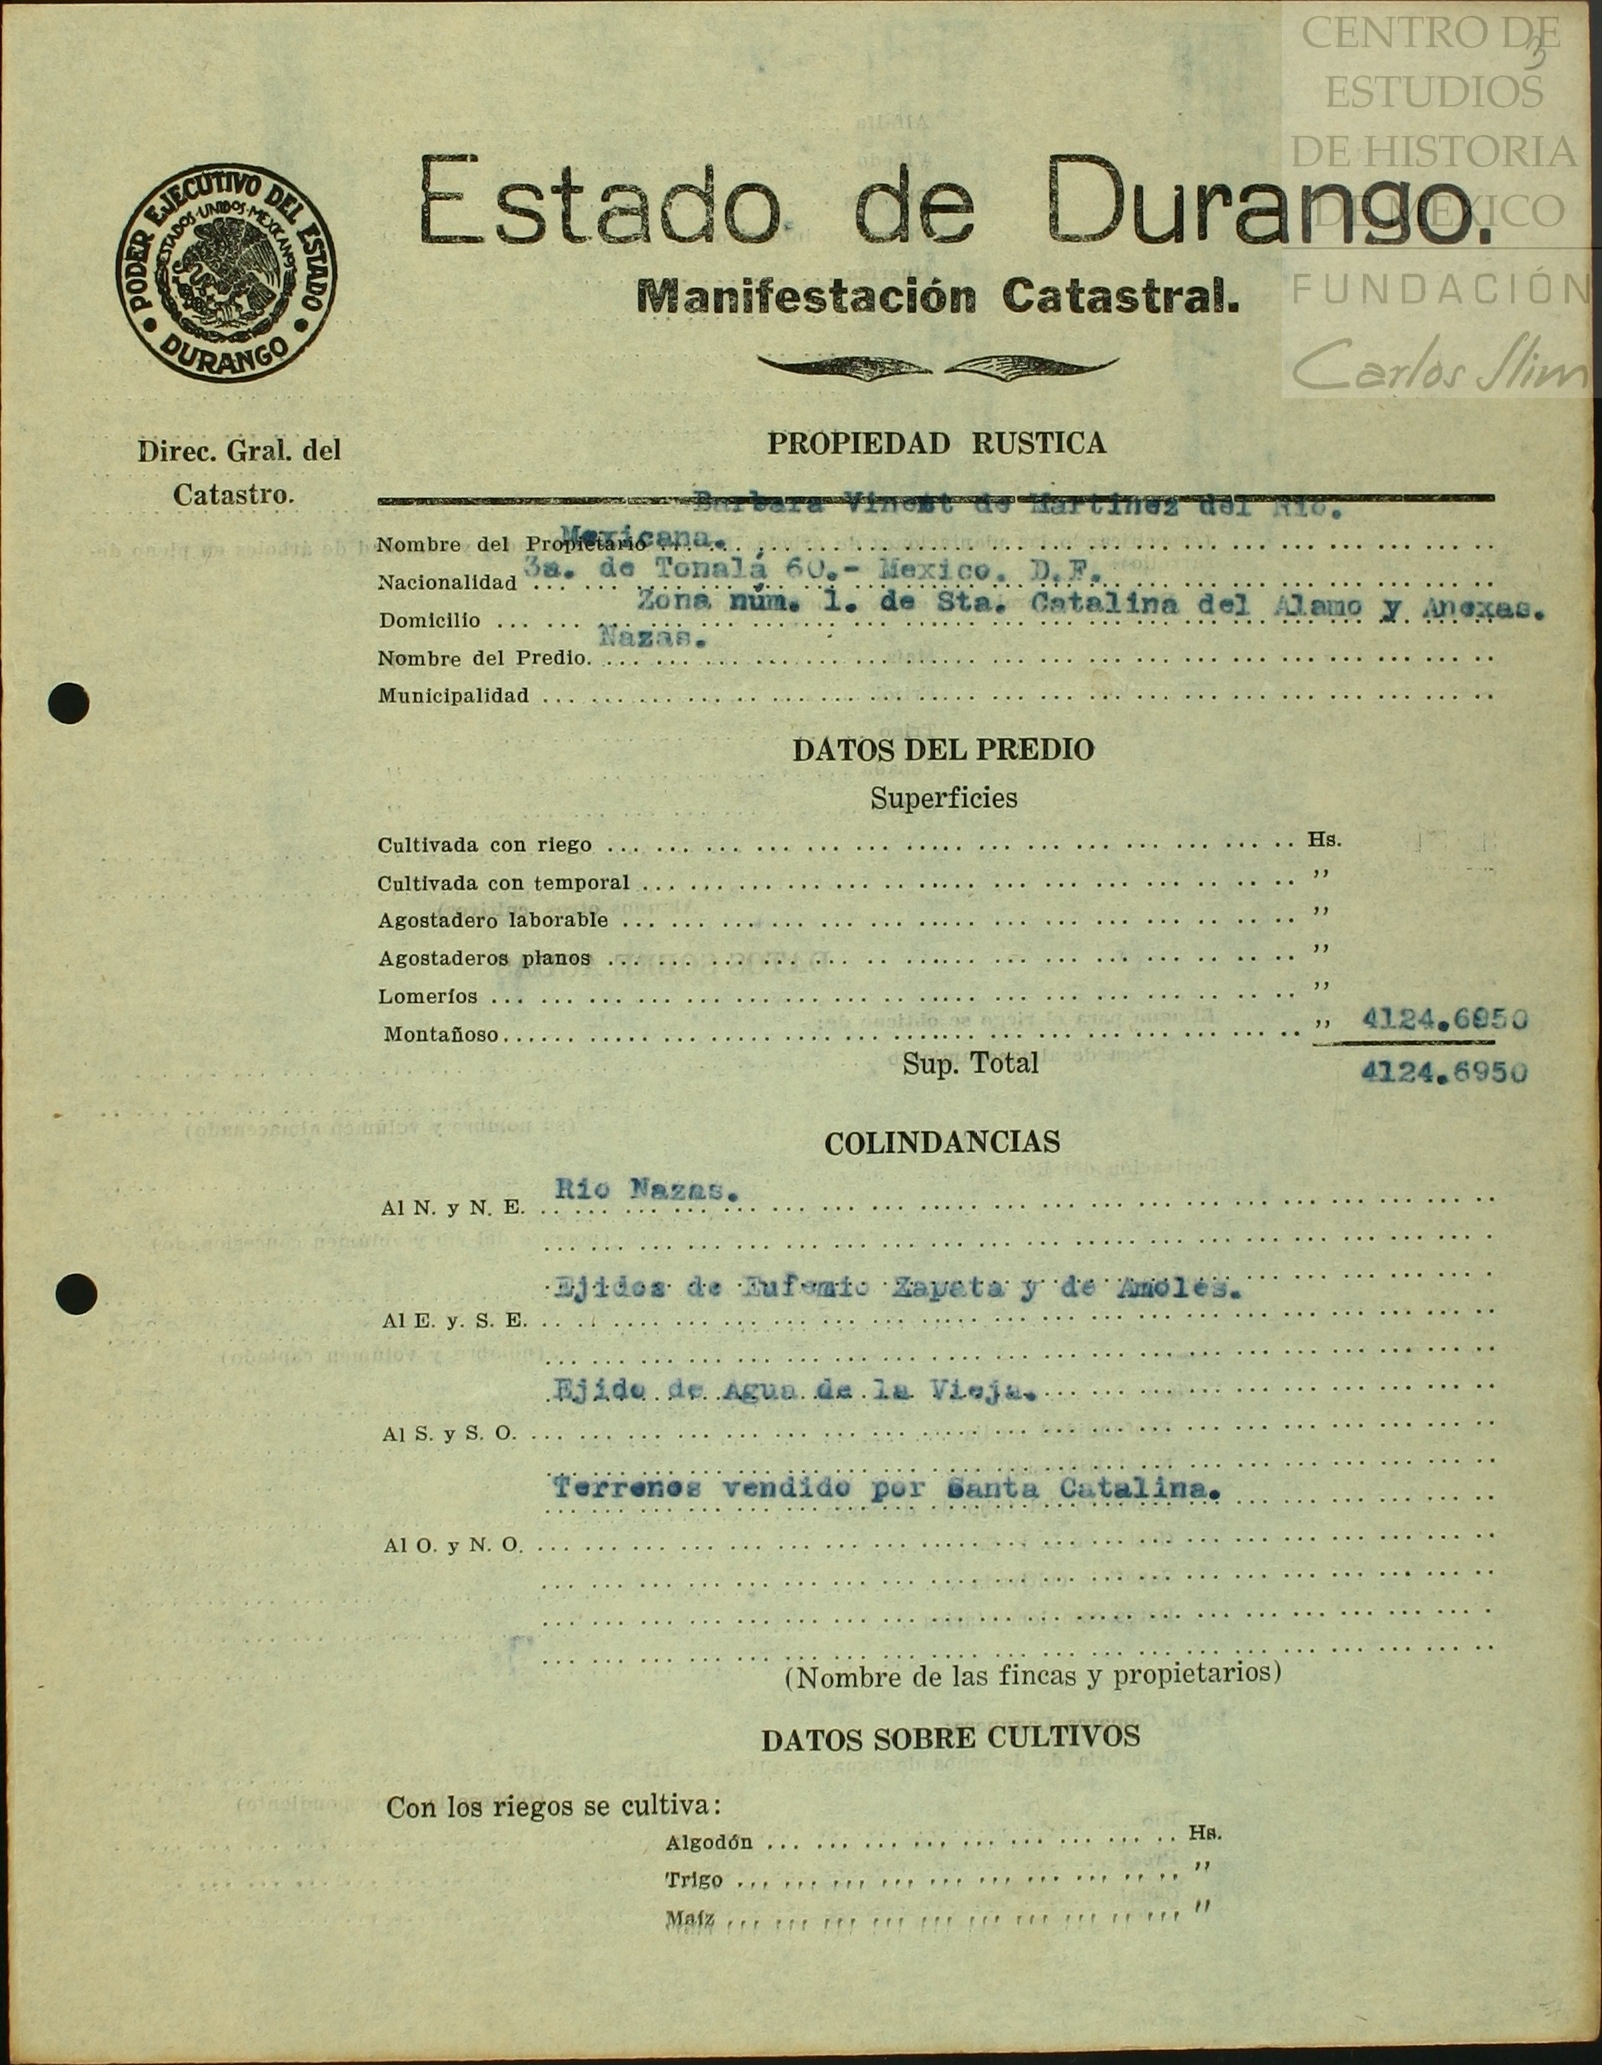 CENTRO DE
3
ESTUDIOS
DE HISTORIA
DE MEXICO
FUNDACIÓN
Carlos Slim
PODER EJECUTIVO DEL ESTADO
ESTADOS UNIDOS MEXICANOS
DURANGO
Estado de Durango.
Manifestación Catastral.
Direc. Gral. del
Catastro.
PROPIEDAD RUSTICA
Barbara Vinent de Martinez del Rio.
Nombre del Propietario Mexicana.
Nacionalidad 3a. de Tonalá 60.- Mexico. D.F.
Domicilio Zona núm. 1. de Sta. Catalina del Alamo y Anexas.
Nombre del Predio. Nazas.
Municipalidad
DATOS DEL PREDIO
Superficies
Cultivada con riego Hs.
Cultivada con temporal ,,
Agostadero laborable ,,
Agostaderos planos ,,
Lomeríos ,,
Montañoso ,, 4124.6950
Sup. Total 4124.6950
COLINDANCIAS
Rio Nazas.
Al N. y N. E.
Ejidos de Eufemio Zapata y de Amoles.
Al E. y. S. E.
Ejido de Agua de la Vieja.
Al S. y S. O.
Terrenos vendido por Santa Catalina.
Al O. y N. O.
(Nombre de las fincas y propietarios)
DATOS SOBRE CULTIVOS
Con los riegos se cultiva:
Algodón Hs.
Trigo "
Maíz "